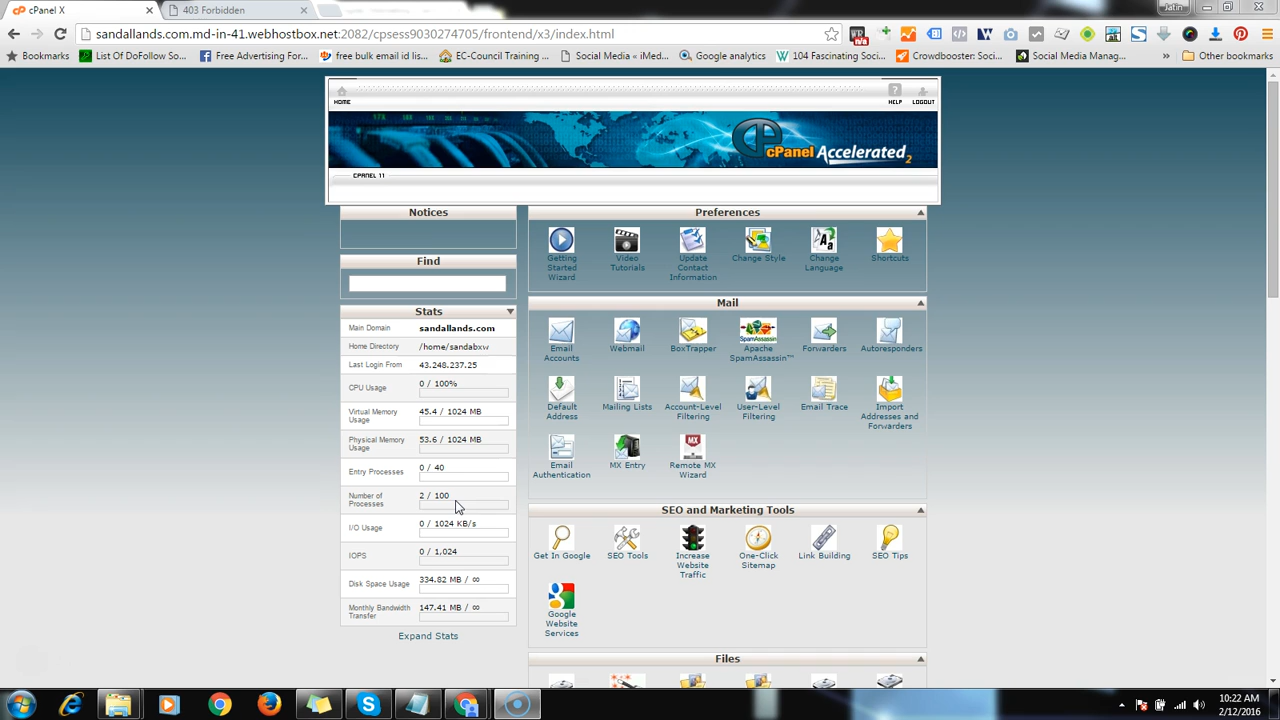 cPanel X
403 Forbidden
Jatin
sandallands.com.md-in-f1.webhostbox.net:2082/cpsess9030274705/frontend/x3/index.html
Bookmarks
List Of DoFollow So...
Free Advertising For...
free bulk email id lis...
EC-Council Training ...
Social Media « iMed...
Google analytics
104 Fascinating Soci...
Crowdbooster: Soci...
Social Media Manag...
Other bookmarks
HOME
HELP
LOGOUT
cPanel Accelerated 2
CPANEL 11
Notices
Find
Stats
Main Domain sandallands.com
Home Directory /home/sandabxw
Last Login From 43.248.237.25
CPU Usage 0 / 100%
Virtual Memory Usage 45.4 / 1024 MB
Physical Memory Usage 53.6 / 1024 MB
Entry Processes 0 / 40
Number of Processes 2 / 100
I/O Usage 0 / 1024 KB/s
IOPS 0 / 1,024
Disk Space Usage 334.82 MB / ∞
Monthly Bandwidth Transfer 147.41 MB / ∞
Expand Stats
Preferences
Getting Started Wizard
Video Tutorials
Update Contact Information
Change Style
Change Language
Shortcuts
Mail
Email Accounts
Webmail
BoxTrapper
Apache SpamAssassin™
Forwarders
Autoresponders
Default Address
Mailing Lists
Account-Level Filtering
User-Level Filtering
Email Trace
Import Addresses and Forwarders
Email Authentication
MX Entry
Remote MX Wizard
SEO and Marketing Tools
Get In Google
SEO Tools
Increase Website Traffic
One-Click Sitemap
Link Building
SEO Tips
Google Website Services
Files
10:22 AM
2/12/2016